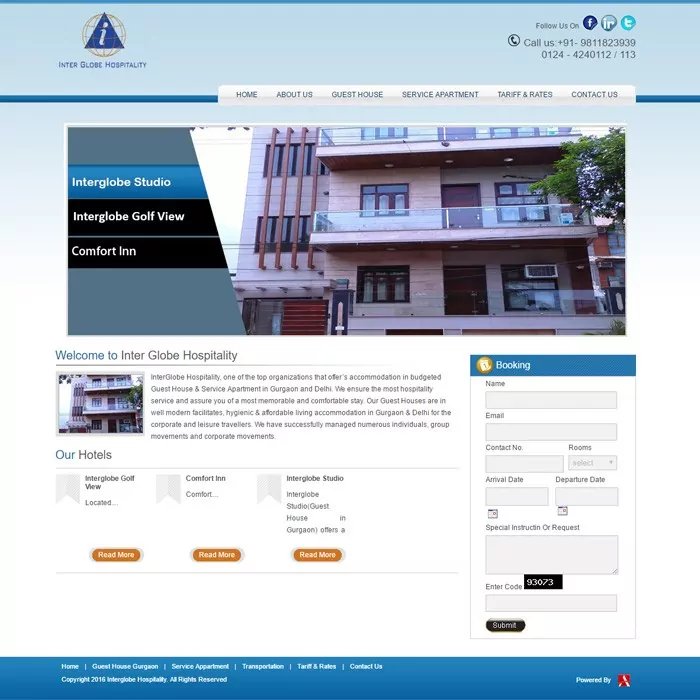 Follow Us On
INTER GLOBE HOSPITALITY
Call us:+91- 9811823939
0124 - 4240112 / 113
HOME ABOUT US GUEST HOUSE SERVICE APARTMENT TARIFF & RATES CONTACT US
Interglobe Studio
Interglobe Golf View
Comfort Inn
Welcome to Inter Globe Hospitality
InterGlobe Hospitality, one of the top organizations that offer's accommodation in budgeted
Guest House & Service Apartment in Gurgaon and Delhi. We ensure the most hospitality
service and assure you of a most memorable and comfortable stay. Our Guest Houses are in
well modern facilitates, hygienic & affordable living accommodation in Gurgaon & Delhi for the
corporate and leisure travellers. We have successfully managed numerous individuals, group
movements and corporate movements.
Our Hotels
Interglobe Golf
View
Located....
Read More
Comfort Inn
Comfort....
Read More
Interglobe Studio
Interglobe
Studio(Guest
House in
Gurgaon) offers a
Read More
Booking
Name
Email
Contact No. Rooms
select
Arrival Date Departure Date
Special Instructin Or Request
Enter Code 93073
Submit
Home | Guest House Gurgaon | Service Appartment | Transportation | Tariff & Rates | Contact Us
Copyright 2016 Interglobe Hospitality. All Rights Reserved
Powered By